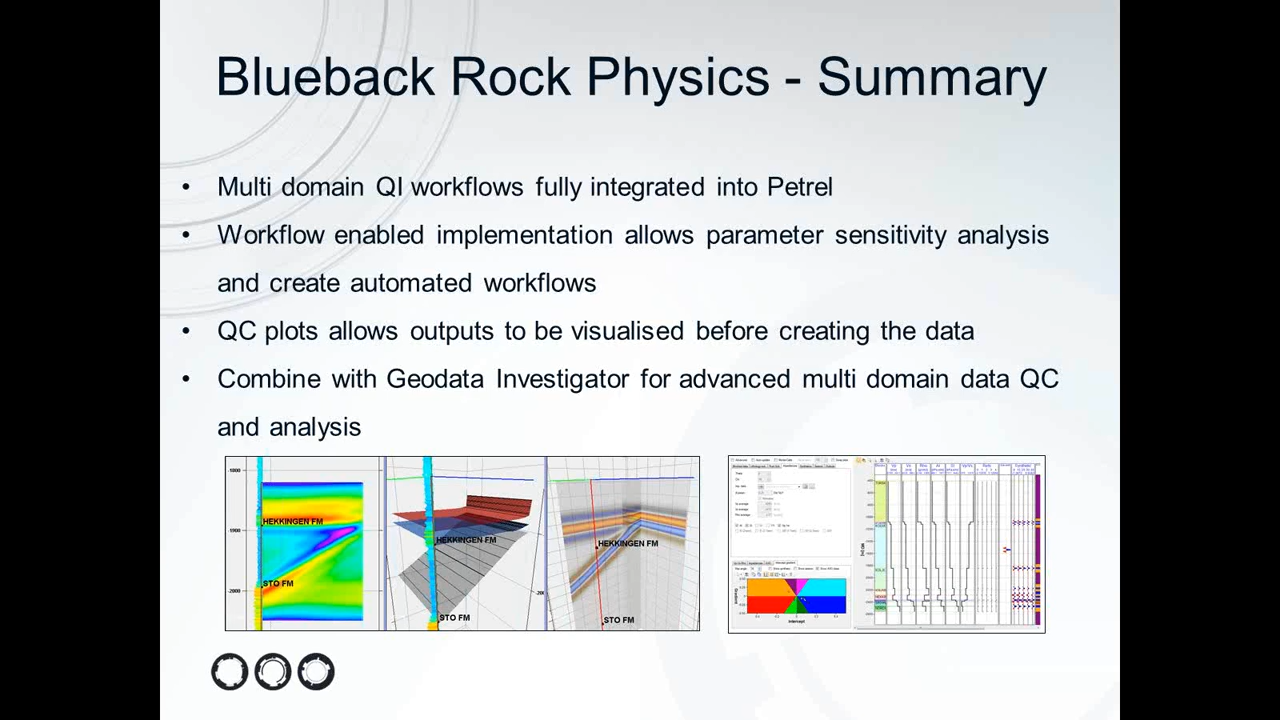 Blueback Rock Physics - Summary
• Multi domain QI workflows fully integrated into Petrel
• Workflow enabled implementation allows parameter sensitivity analysis
and create automated workflows
• QC plots allows outputs to be visualised before creating the data
• Combine with Geodata Investigator for advanced multi domain data QC
and analysis
HEKKINGEN FM
STO FM
-2000
HEKKINGEN FM
STO FM
HEKKINGEN FM
STO FM
Intercept